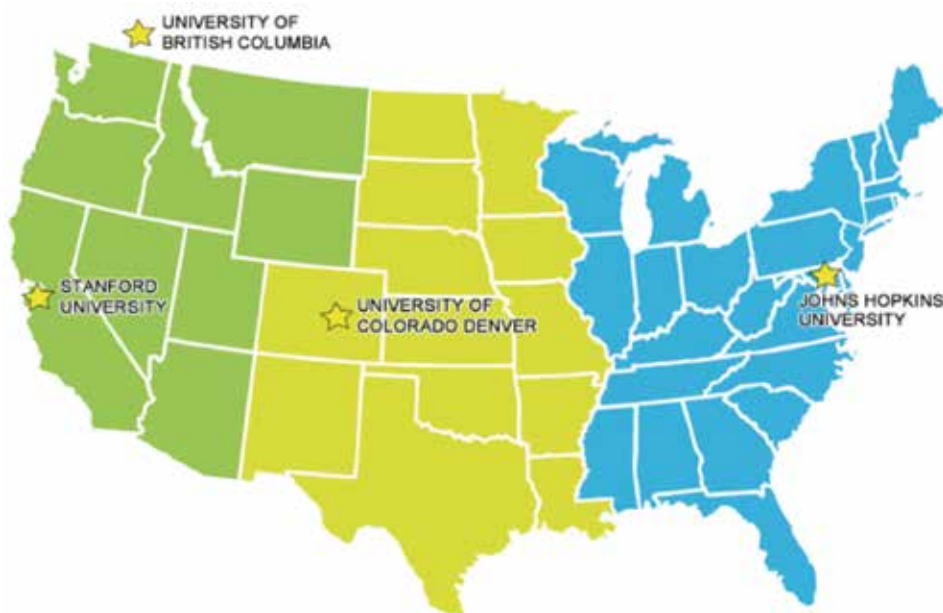 UNIVERSITY OF
BRITISH COLUMBIA
STANFORD
UNIVERSITY
UNIVERSITY OF
COLORADO DENVER
JOHNS HOPKINS
UNIVERSITY